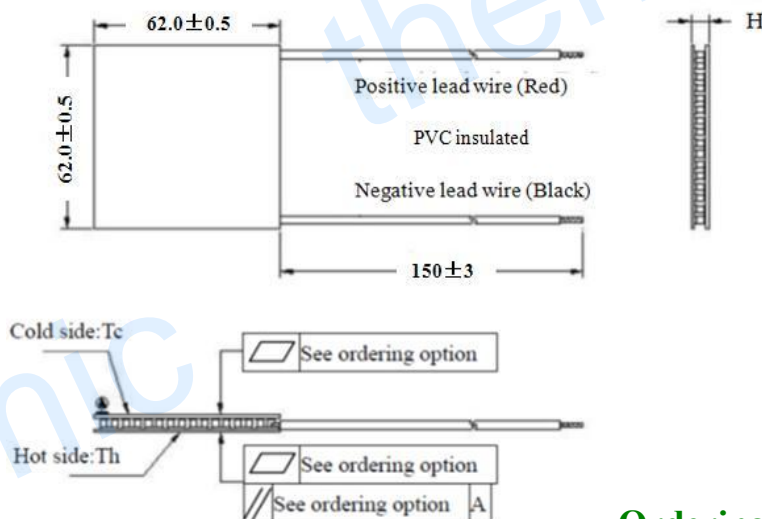 62.0±0.5
H
Positive lead wire (Red)
62.0±0.5
PVC insulated
Negative lead wire (Black)
150±3
Cold side:Tc
See ordering option
Hot side:Th
See ordering option
See ordering option A